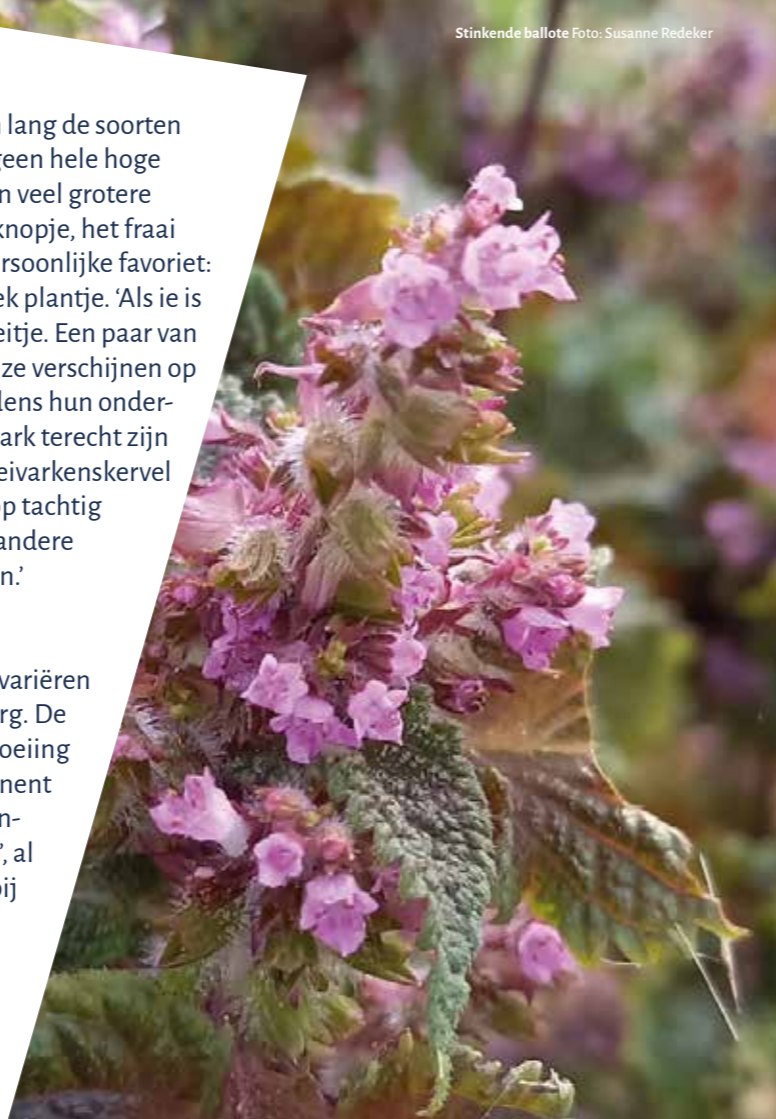 Stinkende ballote Foto: Susanne Redeker
lang de soorten
geen hele hoge
n veel grotere
knopje, het fraai
rsoonlijke favoriet:
ek plantje. ‘Als ie is
eitje. Een paar van
ze verschijnen op
lens hun onder-
ark terecht zijn
eivarkenskervel
op tachtig
andere
n.’
variëren
rg. De
oeiing
nent
n-
’, al
ij